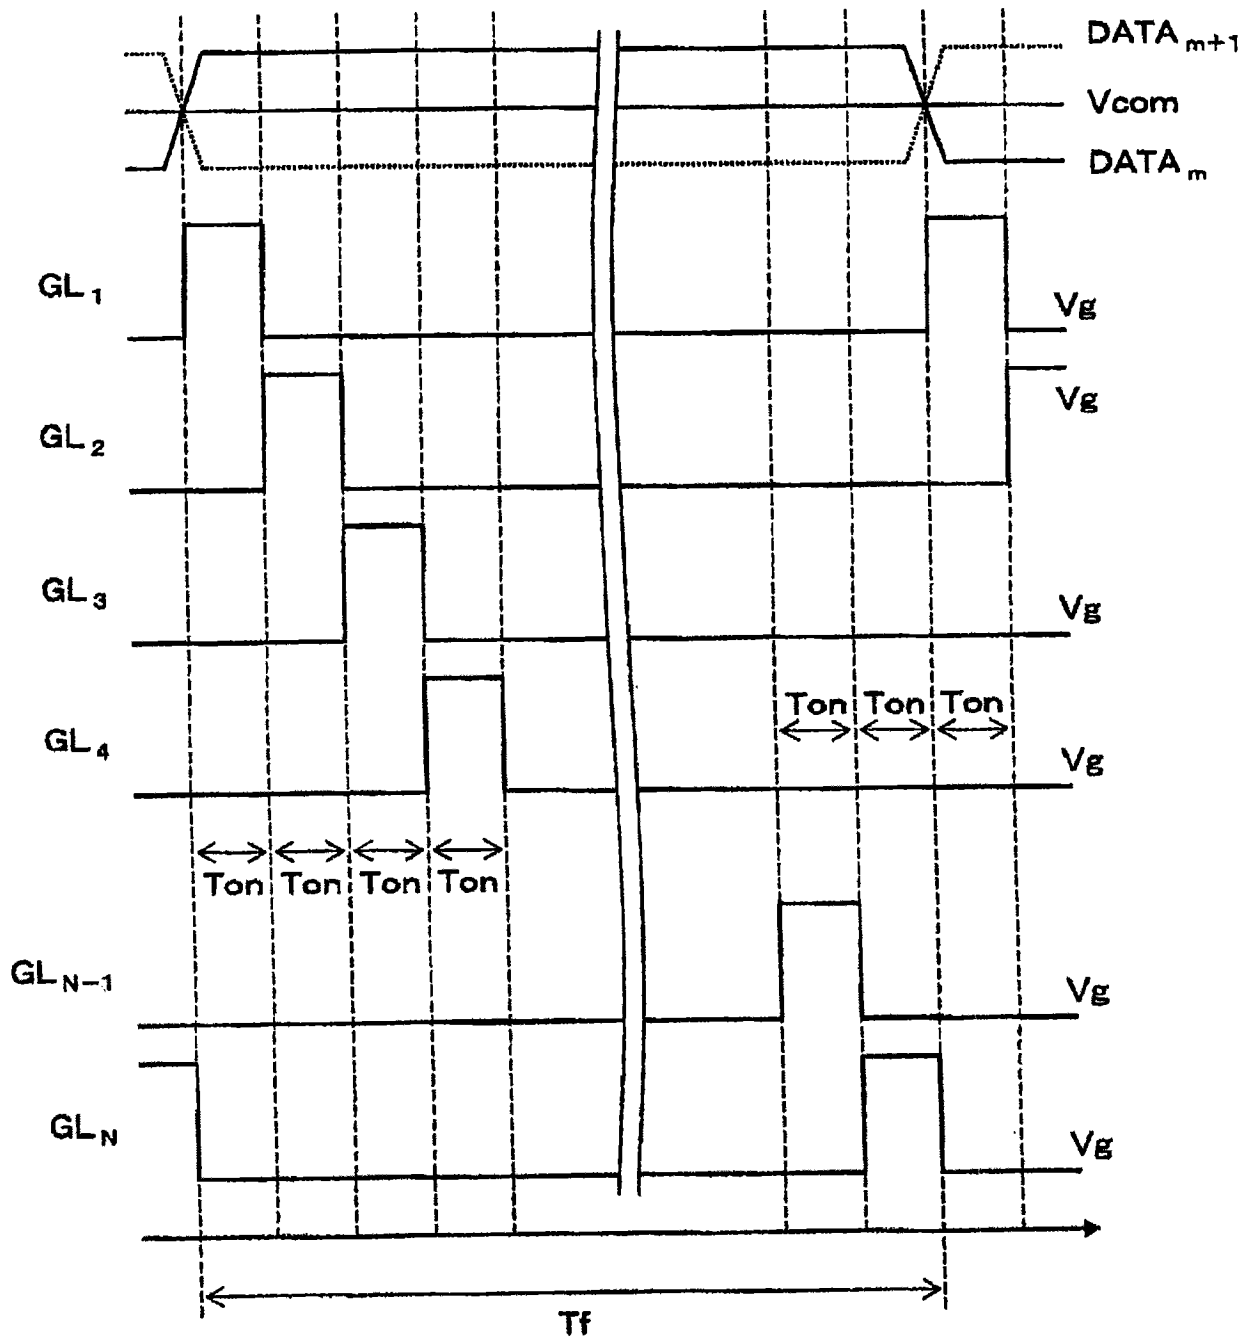 DATA m+1
Vcom
DATA m
GL 1
Vg
GL 2
Vg
GL 3
Vg
Ton Ton Ton
GL 4
Vg
Ton Ton Ton Ton
GL N-1
Vg
GL N
Vg
Tf